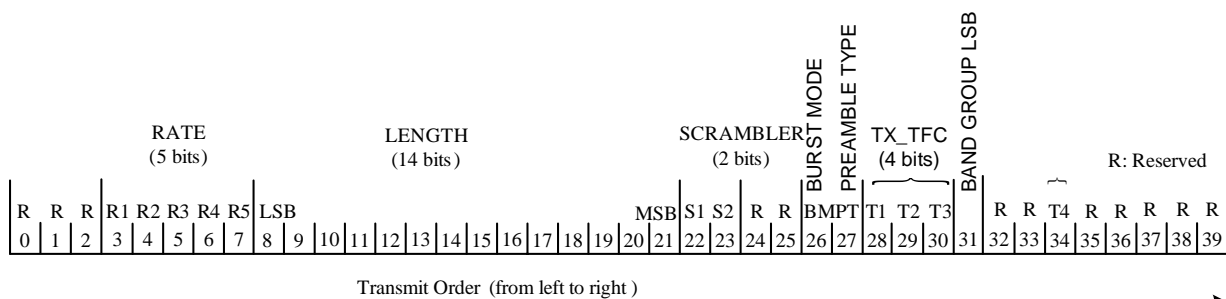 BURST MODE
PREAMBLE TYPE
BAND GROUP LSB
RATE
(5 bits)
LENGTH
(14 bits)
SCRAMBLER
(2 bits)
TX_TFC
(4 bits)
R: Reserved
R R R R1 R2 R3 R4 R5 LSB MSB S1 S2 R R BM PT T1 T2 T3 R R T4 R R R R R
0 1 2 3 4 5 6 7 8 9 10 11 12 13 14 15 16 17 18 19 20 21 22 23 24 25 26 27 28 29 30 31 32 33 34 35 36 37 38 39
Transmit Order (from left to right )